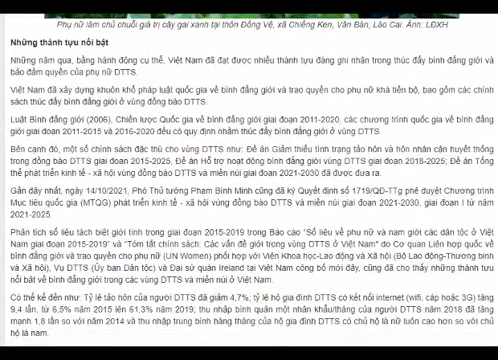 Phụ nữ làm chủ chuỗi giá trị cây gai xanh tại thôn Đồng Vệ, xã Chiềng Ken, Văn Bàn, Lào Cai. Ảnh: LĐXH
Những thành tựu nổi bật
Những năm qua, bằng hành động cụ thể, Việt Nam đã đạt được nhiều thành tựu đáng ghi nhận trong thúc đẩy bình đẳng giới và
bảo đảm quyền của phụ nữ DTTS.
Việt Nam đã xây dựng khuôn khổ pháp luật quốc gia về bình đẳng giới và trao quyền cho phụ nữ khá tiến bộ, bao gồm các chính
sách thúc đẩy bình đẳng giới ở vùng đồng bào DTTS.
Luật Bình đẳng giới (2006), Chiến lược Quốc gia về bình đẳng giới giai đoạn 2011-2020, các chương trình quốc gia về bình đẳng
giới giai đoạn 2011-2015 và 2016-2020 đều có quy định nhằm thúc đẩy bình đẳng giới ở vùng DTTS.
Bên cạnh đó, một số chính sách đặc thù cho vùng DTTS như: Đề án Giảm thiểu tình trạng tảo hôn và hôn nhân cận huyết thống
trong đồng bào DTTS giai đoạn 2015-2025, Đề án Hỗ trợ hoạt động bình đẳng giới vùng DTTS giai đoạn 2018-2025; Đề án Tổng
thể phát triển kinh tế - xã hội vùng đồng bào DTTS và miền núi giai đoạn 2021-2030 đã được đưa ra.
Gần đây nhất, ngày 14/10/2021, Phó Thủ tướng Phạm Bình Minh cũng đã ký Quyết định số 1719/QĐ-TTg phê duyệt Chương trình
Mục tiêu quốc gia (MTQG) phát triển kinh tế - xã hội vùng đồng bào DTTS và miền núi giai đoạn 2021-2030, giai đoạn I từ năm
2021-2025.
Phân tích số liệu tách biệt giới tính trong giai đoạn 2015-2019 trong Báo cáo “Số liệu về phụ nữ và nam giới các dân tộc ở Việt
Nam giai đoạn 2015-2019” và “Tóm tắt chính sách: Các vấn đề giới trong vùng DTTS ở Việt Nam” do Cơ quan Liên hợp quốc về
bình đẳng giới và trao quyền cho phụ nữ (UN Women) phối hợp với Viện Khoa học-Lao động và Xã hội (Bộ Lao động-Thương binh
và Xã hội), Vụ DTTS (Ủy ban Dân tộc) và Đại sứ quán Ireland tại Việt Nam công bố mới đây, cũng đã cho thấy những thành tựu
nổi bật về bình đẳng giới trong các vùng DTTS và miền núi ở Việt Nam.
Có thể kể đến như: Tỷ lệ tảo hôn của người DTTS đã giảm 4,7%; tỷ lệ hộ gia đình DTTS có kết nối internet (wifi, cáp hoặc 3G) tăng
9,4 lần, từ 6,5% năm 2015 lên 61,3% năm 2019; thu nhập bình quân một nhân khẩu/tháng của người DTTS năm 2018 đã tăng
mạnh 1,8 lần so với năm 2014 và thu nhập trung bình hàng tháng của hộ gia đình DTTS có chủ hộ là nữ luôn cao hơn so với chủ
hộ là nam.